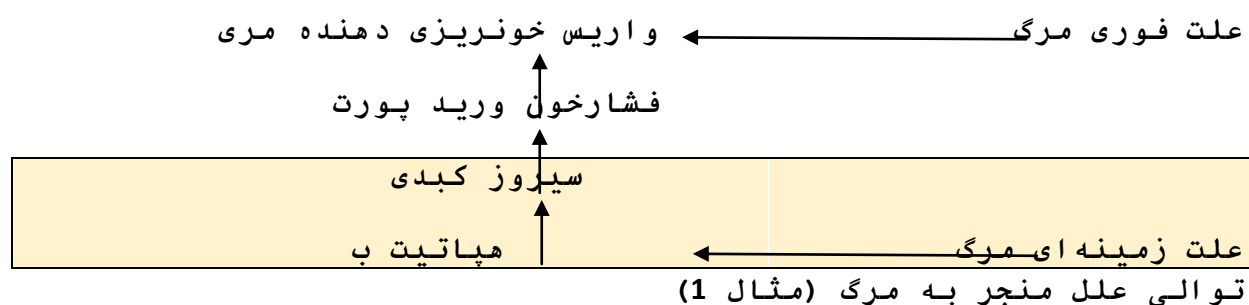 علت فوری مرگ واریس خونریزی دهنده مری
فشارخون ورید پورت
سیروز کبدی
علت زمینه‌ای مرگ هپاتیت ب
توالی علل منجر به مرگ (مثال 1)